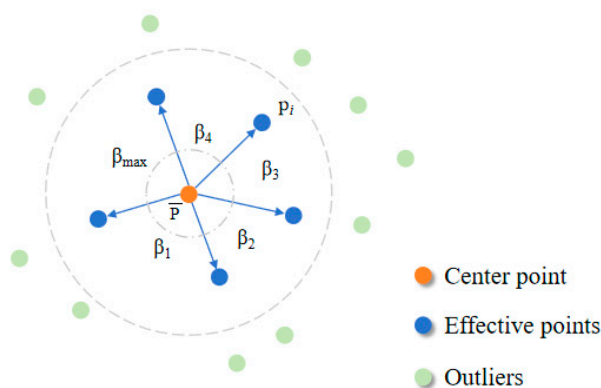 p_i
β_4
β_max
β_3
P̅
β_1
β_2
Center point
Effective points
Outliers